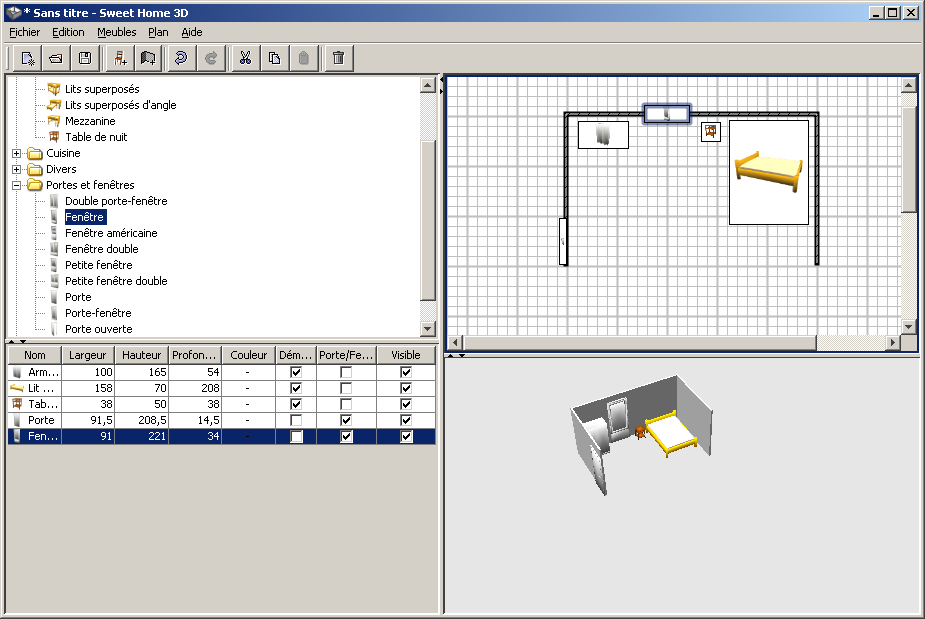 * Sans titre - Sweet Home 3D
Fichier Edition Meubles Plan Aide
Lits superposés
Lits superposés d'angle
Mezzanine
Table de nuit
Cuisine
Divers
Portes et fenêtres
Double porte-fenêtre
Fenêtre
Fenêtre américaine
Fenêtre double
Petite fenêtre
Petite fenêtre double
Porte
Porte-fenêtre
Porte ouverte
Nom Largeur Hauteur Profon... Couleur Dém... Porte/Fe... Visible
Arm... 100 165 54 -
Lit ... 158 70 208 -
Tab... 38 50 38 -
Porte 91,5 208,5 14,5 -
Fen... 91 221 34 -